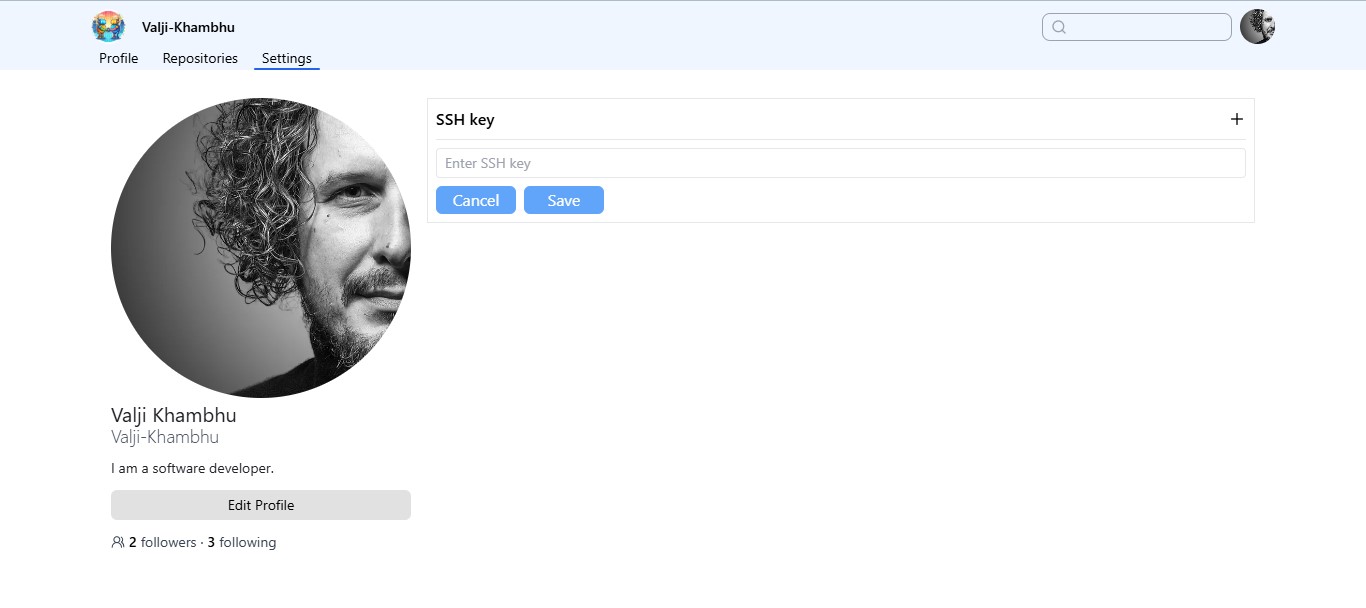 Valji-Khambhu
Profile Repositories Settings
SSH key
Enter SSH key
Cancel Save
Valji Khambhu
Valji-Khambhu
I am a software developer.
Edit Profile
2 followers · 3 following